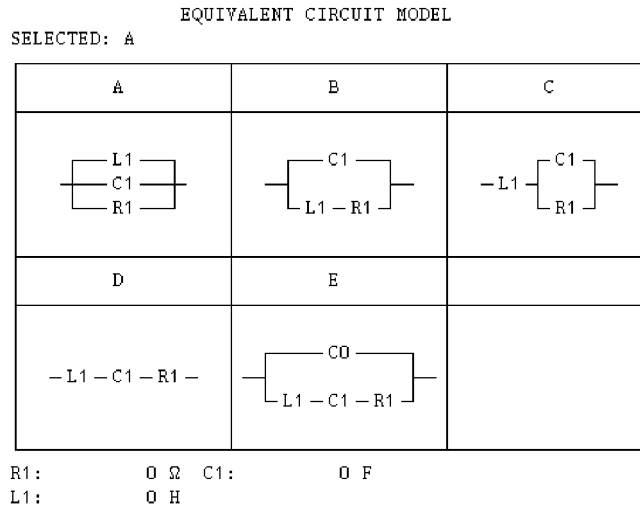 EQUIVALENT CIRCUIT MODEL
SELECTED: A
A B C
L1
C1
R1
C1
L1 R1
L1
C1
R1
D E
L1 C1 R1
C0
L1 C1 R1
R1: 0 Ω C1: 0 F
L1: 0 H